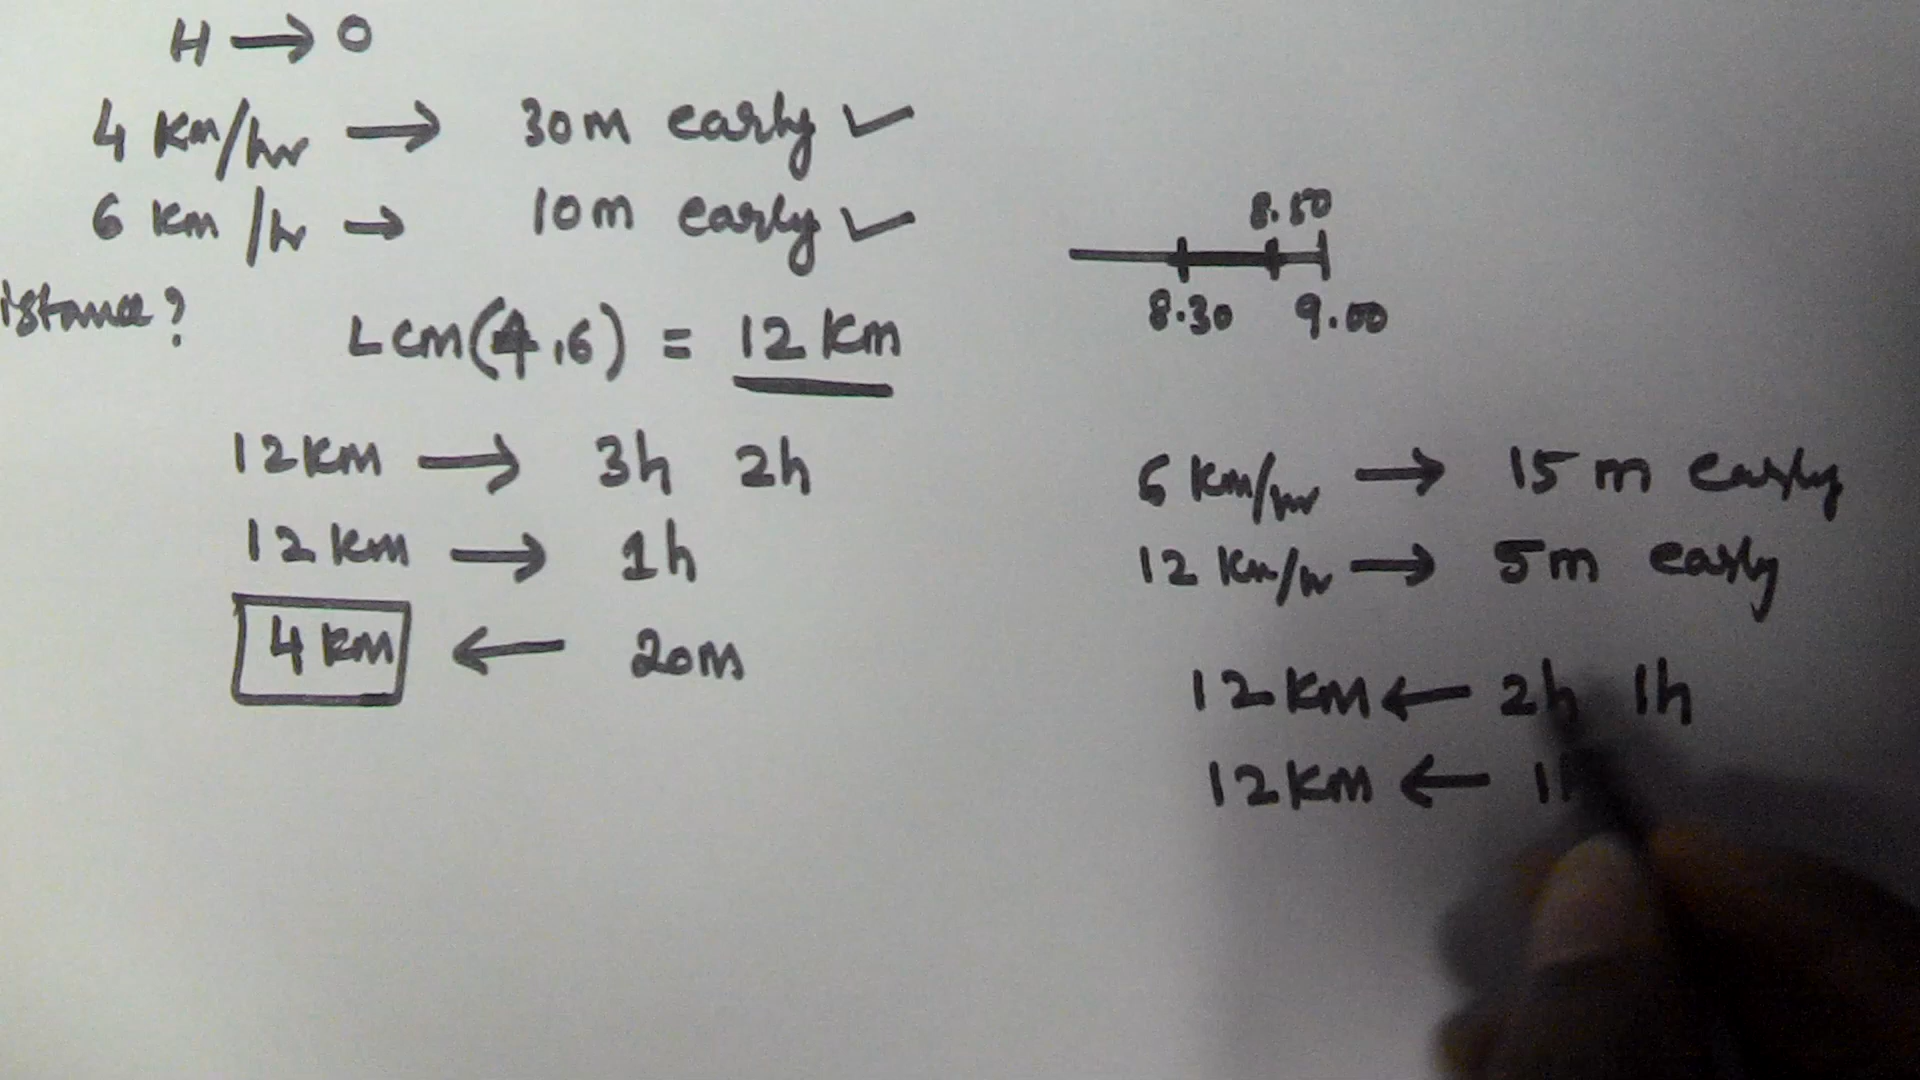 H → O
4 Km/hr → 30m early ✓
6 Km/hr → 10m early ✓
istance?
Lcm(4,6) = 12 Km
12 Km → 3h 2h
12 km → 1h
4 km ← 20m
8.50
8.30 9.00
6 Km/hr → 15 m early
12 Km/hr → 5m early
12 KM ← 2h 1h
12 KM ← 1h